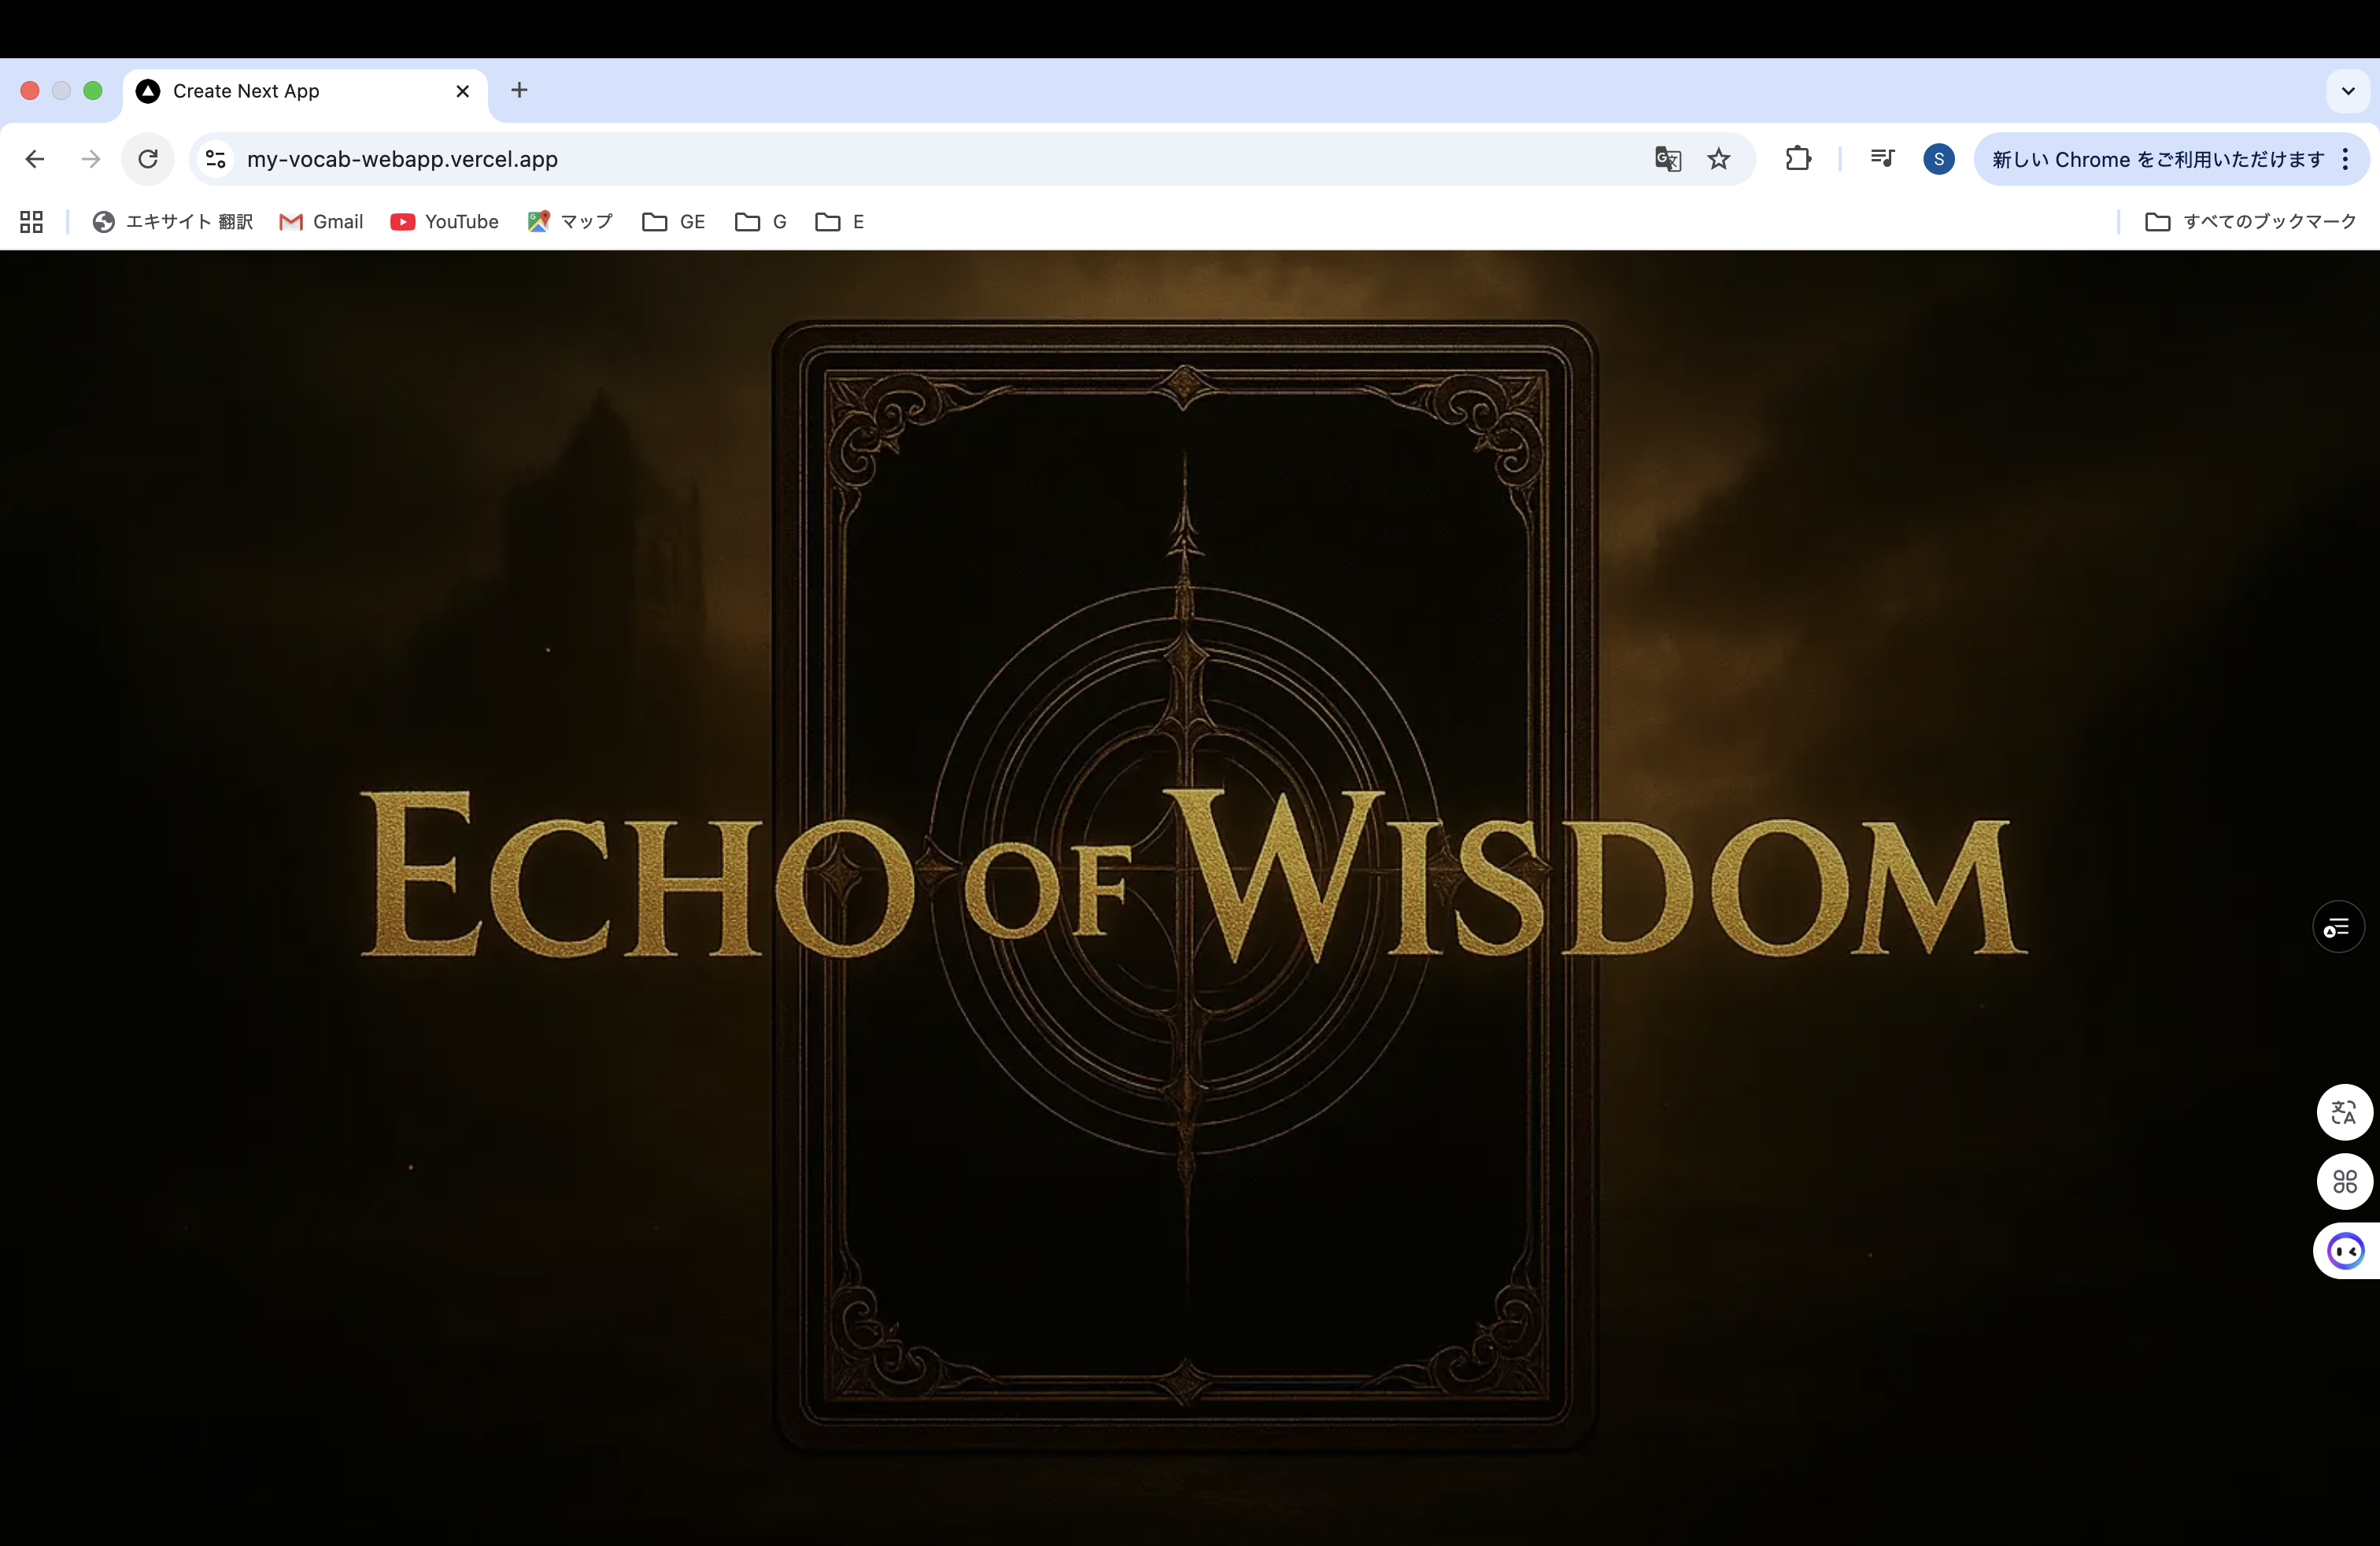 Create Next App
my-vocab-webapp.vercel.app
S
新しい Chrome をご利用いただけます
エキサイト 翻訳
Gmail
YouTube
マップ
GE
G
E
すべてのブックマーク
ECHO OF WISDOM